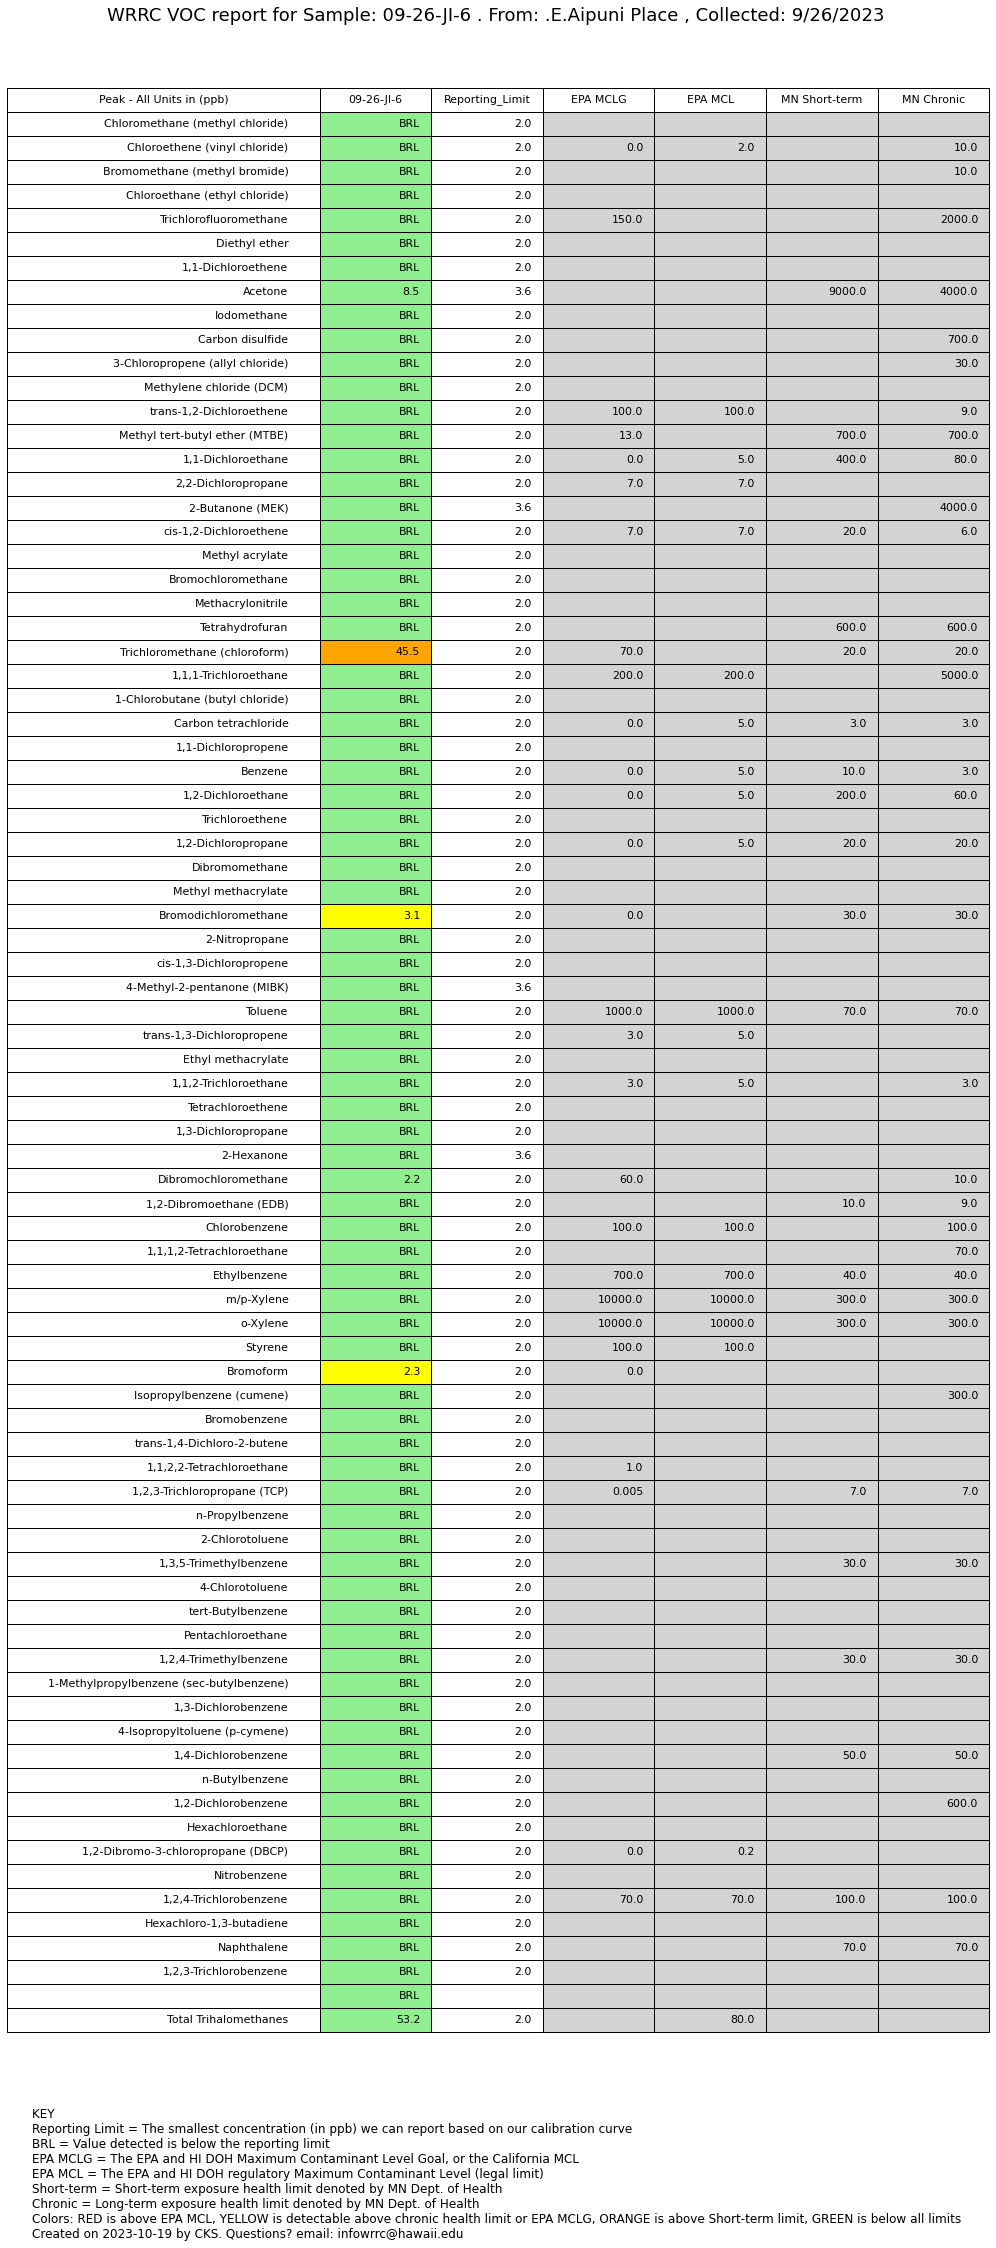 WRRC VOC report for Sample: 09-26-JI-6 . From: .E.Aipuni Place , Collected: 9/26/2023
Peak - All Units in (ppb) 09-26-JI-6 Reporting_Limit EPA MCLG EPA MCL MN Short-term MN Chronic
Chloromethane (methyl chloride) BRL 2.0
Chloroethene (vinyl chloride) BRL 2.0 0.0 2.0 10.0
Bromomethane (methyl bromide) BRL 2.0 10.0
Chloroethane (ethyl chloride) BRL 2.0
Trichlorofluoromethane BRL 2.0 150.0 2000.0
Diethyl ether BRL 2.0
1,1-Dichloroethene BRL 2.0
Acetone 8.5 3.6 9000.0 4000.0
Iodomethane BRL 2.0
Carbon disulfide BRL 2.0 700.0
3-Chloropropene (allyl chloride) BRL 2.0 30.0
Methylene chloride (DCM) BRL 2.0
trans-1,2-Dichloroethene BRL 2.0 100.0 100.0 9.0
Methyl tert-butyl ether (MTBE) BRL 2.0 13.0 700.0 700.0
1,1-Dichloroethane BRL 2.0 0.0 5.0 400.0 80.0
2,2-Dichloropropane BRL 2.0 7.0 7.0
2-Butanone (MEK) BRL 3.6 4000.0
cis-1,2-Dichloroethene BRL 2.0 7.0 7.0 20.0 6.0
Methyl acrylate BRL 2.0
Bromochloromethane BRL 2.0
Methacrylonitrile BRL 2.0
Tetrahydrofuran BRL 2.0 600.0 600.0
Trichloromethane (chloroform) 45.5 2.0 70.0 20.0 20.0
1,1,1-Trichloroethane BRL 2.0 200.0 200.0 5000.0
1-Chlorobutane (butyl chloride) BRL 2.0
Carbon tetrachloride BRL 2.0 0.0 5.0 3.0 3.0
1,1-Dichloropropene BRL 2.0
Benzene BRL 2.0 0.0 5.0 10.0 3.0
1,2-Dichloroethane BRL 2.0 0.0 5.0 200.0 60.0
Trichloroethene BRL 2.0
1,2-Dichloropropane BRL 2.0 0.0 5.0 20.0 20.0
Dibromomethane BRL 2.0
Methyl methacrylate BRL 2.0
Bromodichloromethane 3.1 2.0 0.0 30.0 30.0
2-Nitropropane BRL 2.0
cis-1,3-Dichloropropene BRL 2.0
4-Methyl-2-pentanone (MIBK) BRL 3.6
Toluene BRL 2.0 1000.0 1000.0 70.0 70.0
trans-1,3-Dichloropropene BRL 2.0 3.0 5.0
Ethyl methacrylate BRL 2.0
1,1,2-Trichloroethane BRL 2.0 3.0 5.0 3.0
Tetrachloroethene BRL 2.0
1,3-Dichloropropane BRL 2.0
2-Hexanone BRL 3.6
Dibromochloromethane 2.2 2.0 60.0 10.0
1,2-Dibromoethane (EDB) BRL 2.0 10.0 9.0
Chlorobenzene BRL 2.0 100.0 100.0 100.0
1,1,1,2-Tetrachloroethane BRL 2.0 70.0
Ethylbenzene BRL 2.0 700.0 700.0 40.0 40.0
m/p-Xylene BRL 2.0 10000.0 10000.0 300.0 300.0
o-Xylene BRL 2.0 10000.0 10000.0 300.0 300.0
Styrene BRL 2.0 100.0 100.0
Bromoform 2.3 2.0 0.0
Isopropylbenzene (cumene) BRL 2.0 300.0
Bromobenzene BRL 2.0
trans-1,4-Dichloro-2-butene BRL 2.0
1,1,2,2-Tetrachloroethane BRL 2.0 1.0
1,2,3-Trichloropropane (TCP) BRL 2.0 0.005 7.0 7.0
n-Propylbenzene BRL 2.0
2-Chlorotoluene BRL 2.0
1,3,5-Trimethylbenzene BRL 2.0 30.0 30.0
4-Chlorotoluene BRL 2.0
tert-Butylbenzene BRL 2.0
Pentachloroethane BRL 2.0
1,2,4-Trimethylbenzene BRL 2.0 30.0 30.0
1-Methylpropylbenzene (sec-butylbenzene) BRL 2.0
1,3-Dichlorobenzene BRL 2.0
4-Isopropyltoluene (p-cymene) BRL 2.0
1,4-Dichlorobenzene BRL 2.0 50.0 50.0
n-Butylbenzene BRL 2.0
1,2-Dichlorobenzene BRL 2.0 600.0
Hexachloroethane BRL 2.0
1,2-Dibromo-3-chloropropane (DBCP) BRL 2.0 0.0 0.2
Nitrobenzene BRL 2.0
1,2,4-Trichlorobenzene BRL 2.0 70.0 70.0 100.0 100.0
Hexachloro-1,3-butadiene BRL 2.0
Naphthalene BRL 2.0 70.0 70.0
1,2,3-Trichlorobenzene BRL 2.0
BRL
Total Trihalomethanes 53.2 2.0 80.0
KEY
Reporting Limit = The smallest concentration (in ppb) we can report based on our calibration curve
BRL = Value detected is below the reporting limit
EPA MCLG = The EPA and HI DOH Maximum Contaminant Level Goal, or the California MCL
EPA MCL = The EPA and HI DOH regulatory Maximum Contaminant Level (legal limit)
Short-term = Short-term exposure health limit denoted by MN Dept. of Health
Chronic = Long-term exposure health limit denoted by MN Dept. of Health
Colors: RED is above EPA MCL, YELLOW is detectable above chronic health limit or EPA MCLG, ORANGE is above Short-term limit, GREEN is below all limits
Created on 2023-10-19 by CKS. Questions? email: infowrrc@hawaii.edu